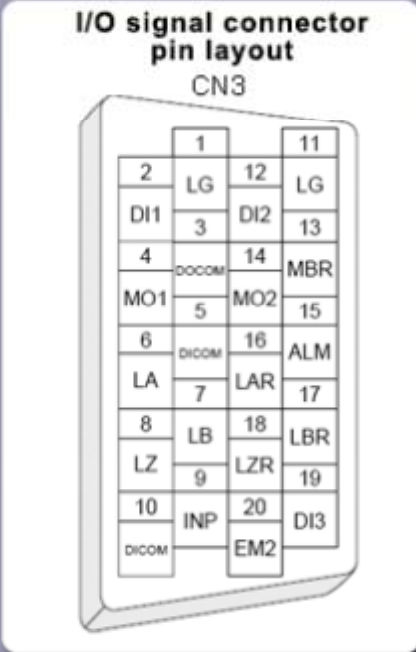 I/O signal connector
pin layout
CN3
1 11
2 LG 12 LG
DI1 3 DI2 13
4 DOCOM 14 MBR
MO1 5 MO2 15
6 DICOM 16 ALM
LA 7 LAR 17
8 LB 18 LBR
LZ 9 LZR 19
10 INP 20 DI3
DICOM EM2